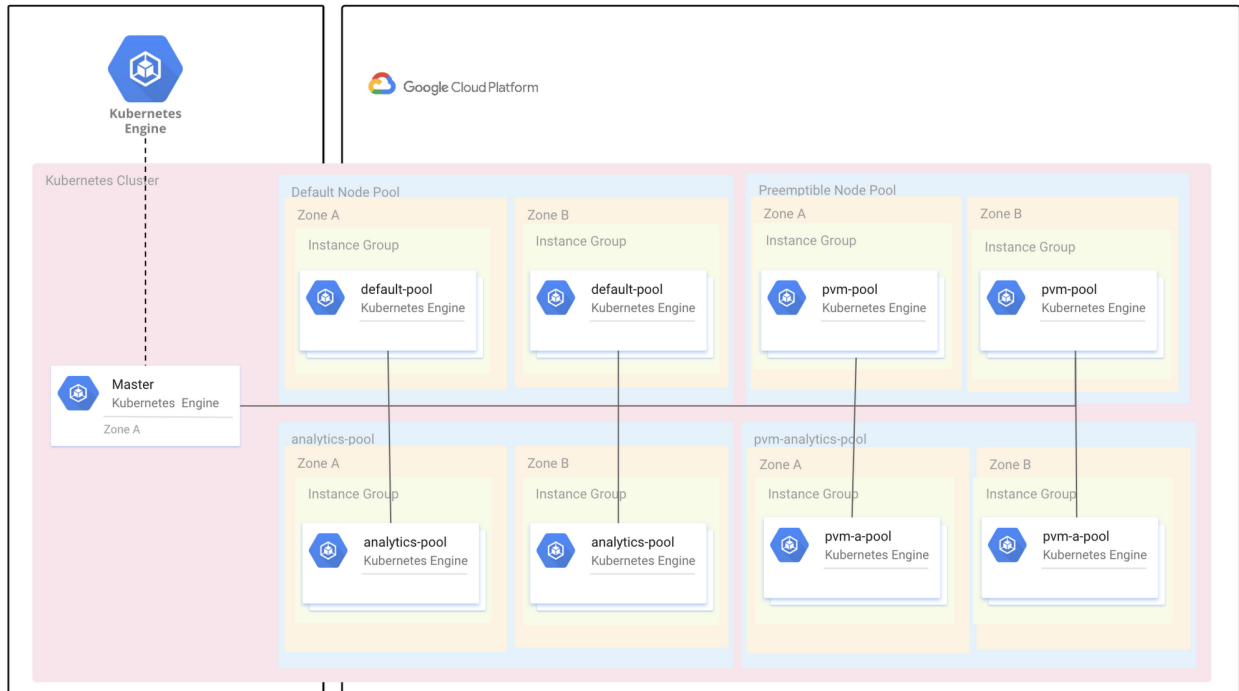 Kubernetes
Engine
Google Cloud Platform
Kubernetes Cluster
Default Node Pool
Zone A
Instance Group
default-pool
Kubernetes Engine
Zone B
Instance Group
default-pool
Kubernetes Engine
Preemptible Node Pool
Zone A
Instance Group
pvm-pool
Kubernetes Engine
Zone B
Instance Group
pvm-pool
Kubernetes Engine
Master
Kubernetes Engine
Zone A
analytics-pool
Zone A
Instance Group
analytics-pool
Kubernetes Engine
Zone B
Instance Group
analytics-pool
Kubernetes Engine
pvm-analytics-pool
Zone A
Instance Group
pvm-a-pool
Kubernetes Engine
Zone B
Instance Group
pvm-a-pool
Kubernetes Engine